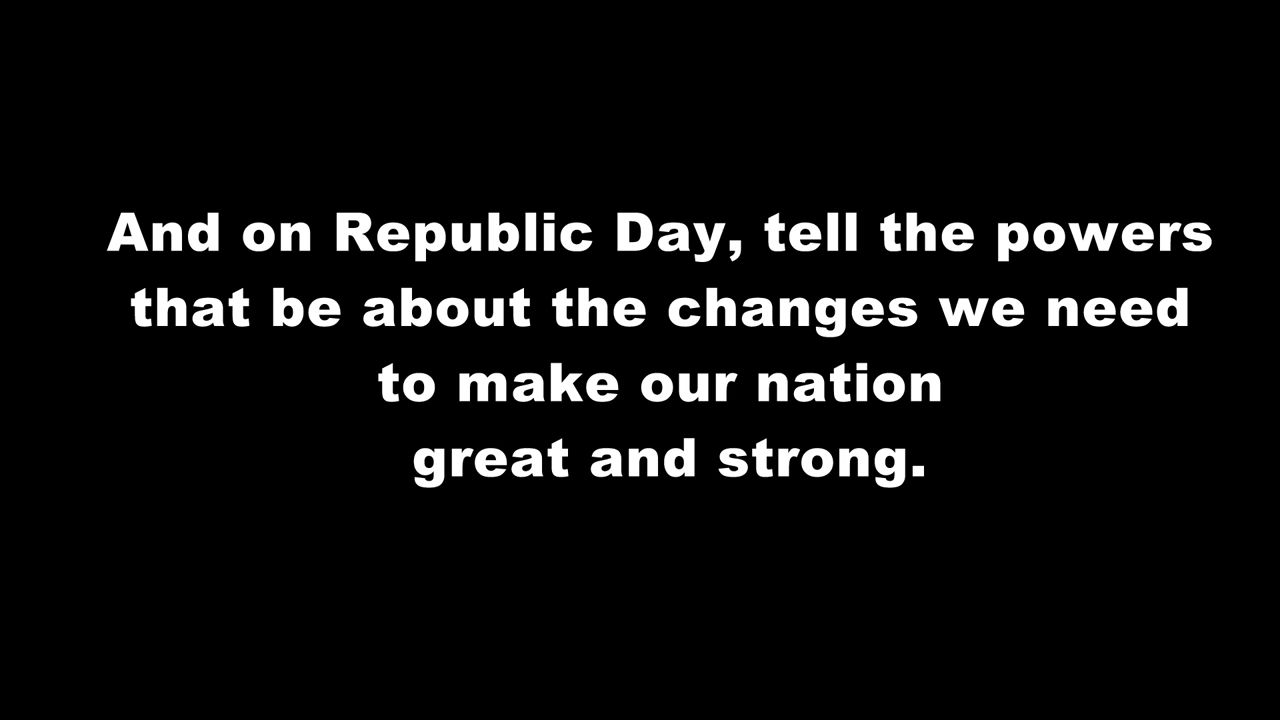 And on Republic Day, tell the powers
that be about the changes we need
to make our nation
great and strong.